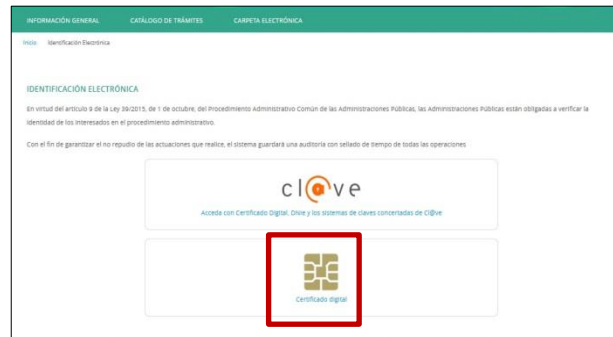 INFORMACIÓN GENERAL CATÁLOGO DE TRÁMITES CARPETA ELECTRÓNICA
Inicio Identificación Electrónica
IDENTIFICACIÓN ELECTRÓNICA
En virtud del artículo 9 de la Ley 39/2015, de 1 de octubre, del Procedimiento Administrativo Común de las Administraciones Públicas, las Administraciones Públicas están obligadas a verificar la
identidad de los interesados en el procedimiento administrativo.
Con el fin de garantizar el no repudio de las actuaciones que realice, el sistema guardará una auditoría con sellado de tiempo de todas las operaciones
cl@ve
Acceda con Certificado Digital, DNIe y los sistemas de claves concertadas de Cl@ve
Certificado digital